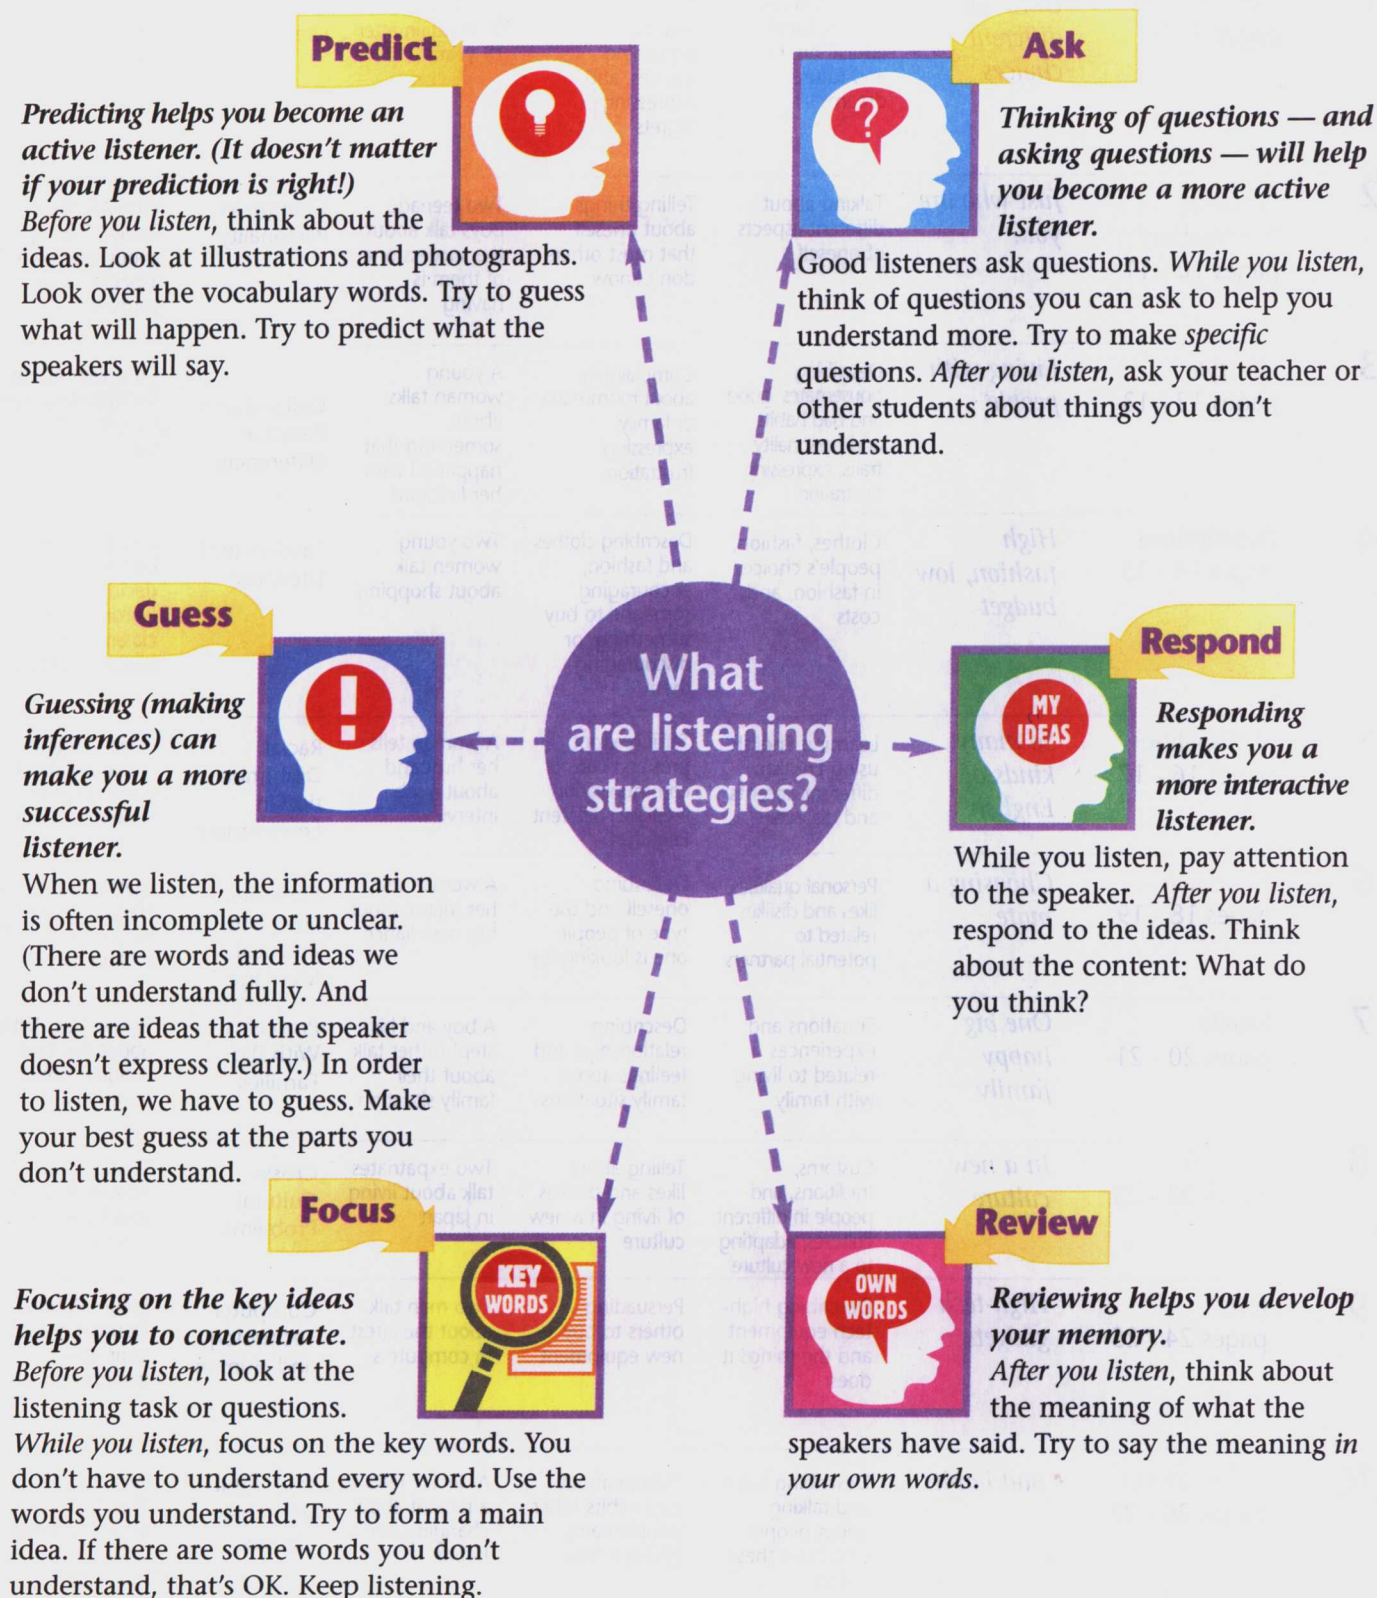 Predict
Predicting helps you become an
active listener. (It doesn't matter
if your prediction is right!)
Before you listen, think about the
ideas. Look at illustrations and photographs.
Look over the vocabulary words. Try to guess
what will happen. Try to predict what the
speakers will say.
Ask
?
Thinking of questions — and
asking questions — will help
you become a more active
listener.
Good listeners ask questions. While you listen,
think of questions you can ask to help you
understand more. Try to make specific
questions. After you listen, ask your teacher or
other students about things you don't
understand.
Guess
!
Guessing (making
inferences) can
make you a more
successful
listener.
When we listen, the information
is often incomplete or unclear.
(There are words and ideas we
don't understand fully. And
there are ideas that the speaker
doesn't express clearly.) In order
to listen, we have to guess. Make
your best guess at the parts you
don't understand.
What
are listening
strategies?
Respond
MY
IDEAS
Responding
makes you a
more interactive
listener.
While you listen, pay attention
to the speaker. After you listen,
respond to the ideas. Think
about the content: What do
you think?
Focus
KEY
WORDS
Focusing on the key ideas
helps you to concentrate.
Before you listen, look at the
listening task or questions.
While you listen, focus on the key words. You
don't have to understand every word. Use the
words you understand. Try to form a main
idea. If there are some words you don't
understand, that's OK. Keep listening.
Review
OWN
WORDS
Reviewing helps you develop
your memory.
After you listen, think about
the meaning of what the
speakers have said. Try to say the meaning in
your own words.